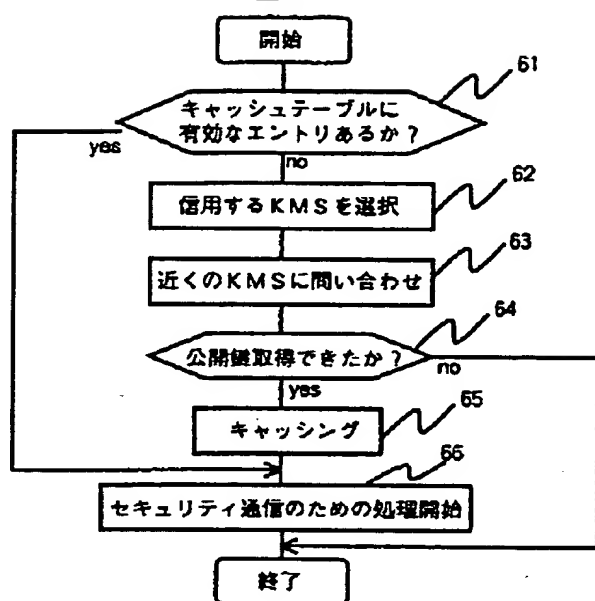 開始
61
キャッシュテーブルに
有効なエントリあるか？
yes
no
62
信用するKMSを選択
63
近くのKMSに問い合わせ
64
公開鍵取得できたか？
no
yes
65
キャッシング
66
セキュリティ通信のための処理開始
終了